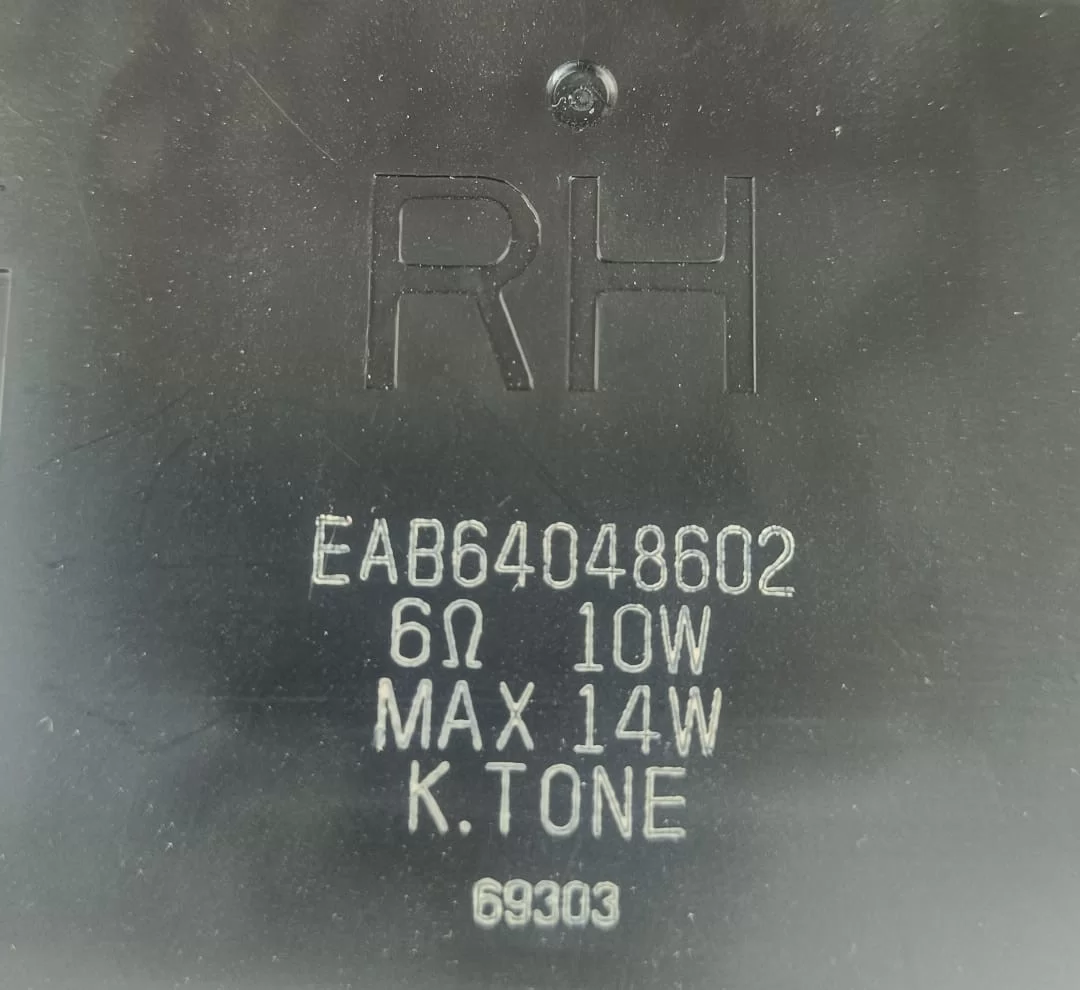 RH
EAB64048602
6Ω 10W
MAX 14W
K.TONE
69303